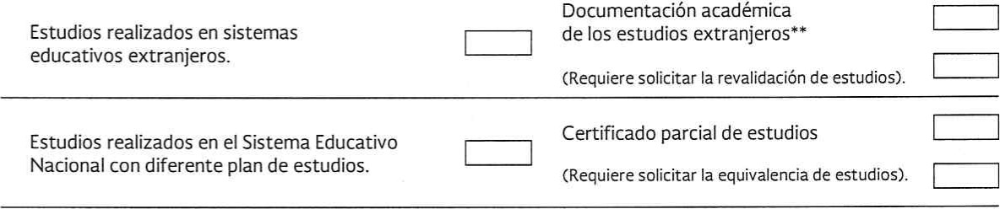 Estudios realizados en sistemas
educativos extranjeros.
Documentación académica
de los estudios extranjeros**
(Requiere solicitar la revalidación de estudios).
Estudios realizados en el Sistema Educativo
Nacional con diferente plan de estudios.
Certificado parcial de estudios
(Requiere solicitar la equivalencia de estudios).